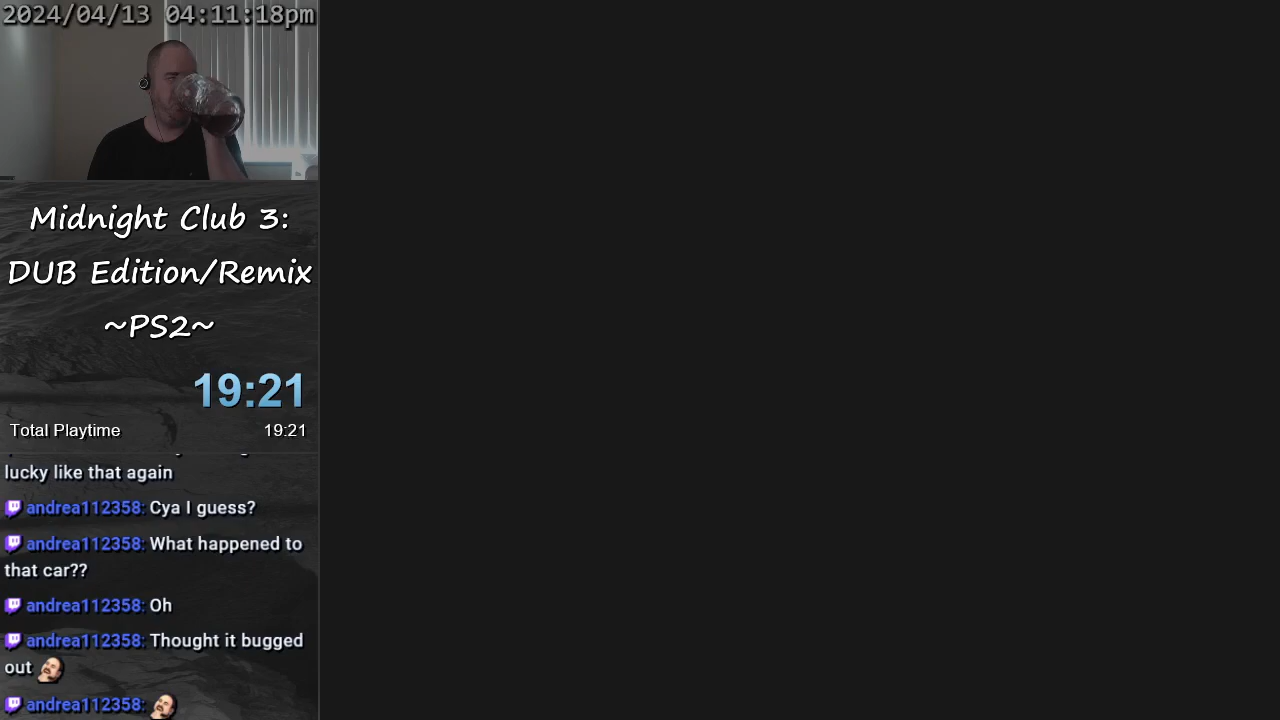 2024/04/13 04:11:18pm
Midnight Club 3:
DUB Edition/Remix
~PS2~
19:21
Total Playtime 19:21
lucky like that again
andrea112358: Cya I guess?
andrea112358: What happened to
that car??
andrea112358: Oh
andrea112358: Thought it bugged
out
andrea112358: